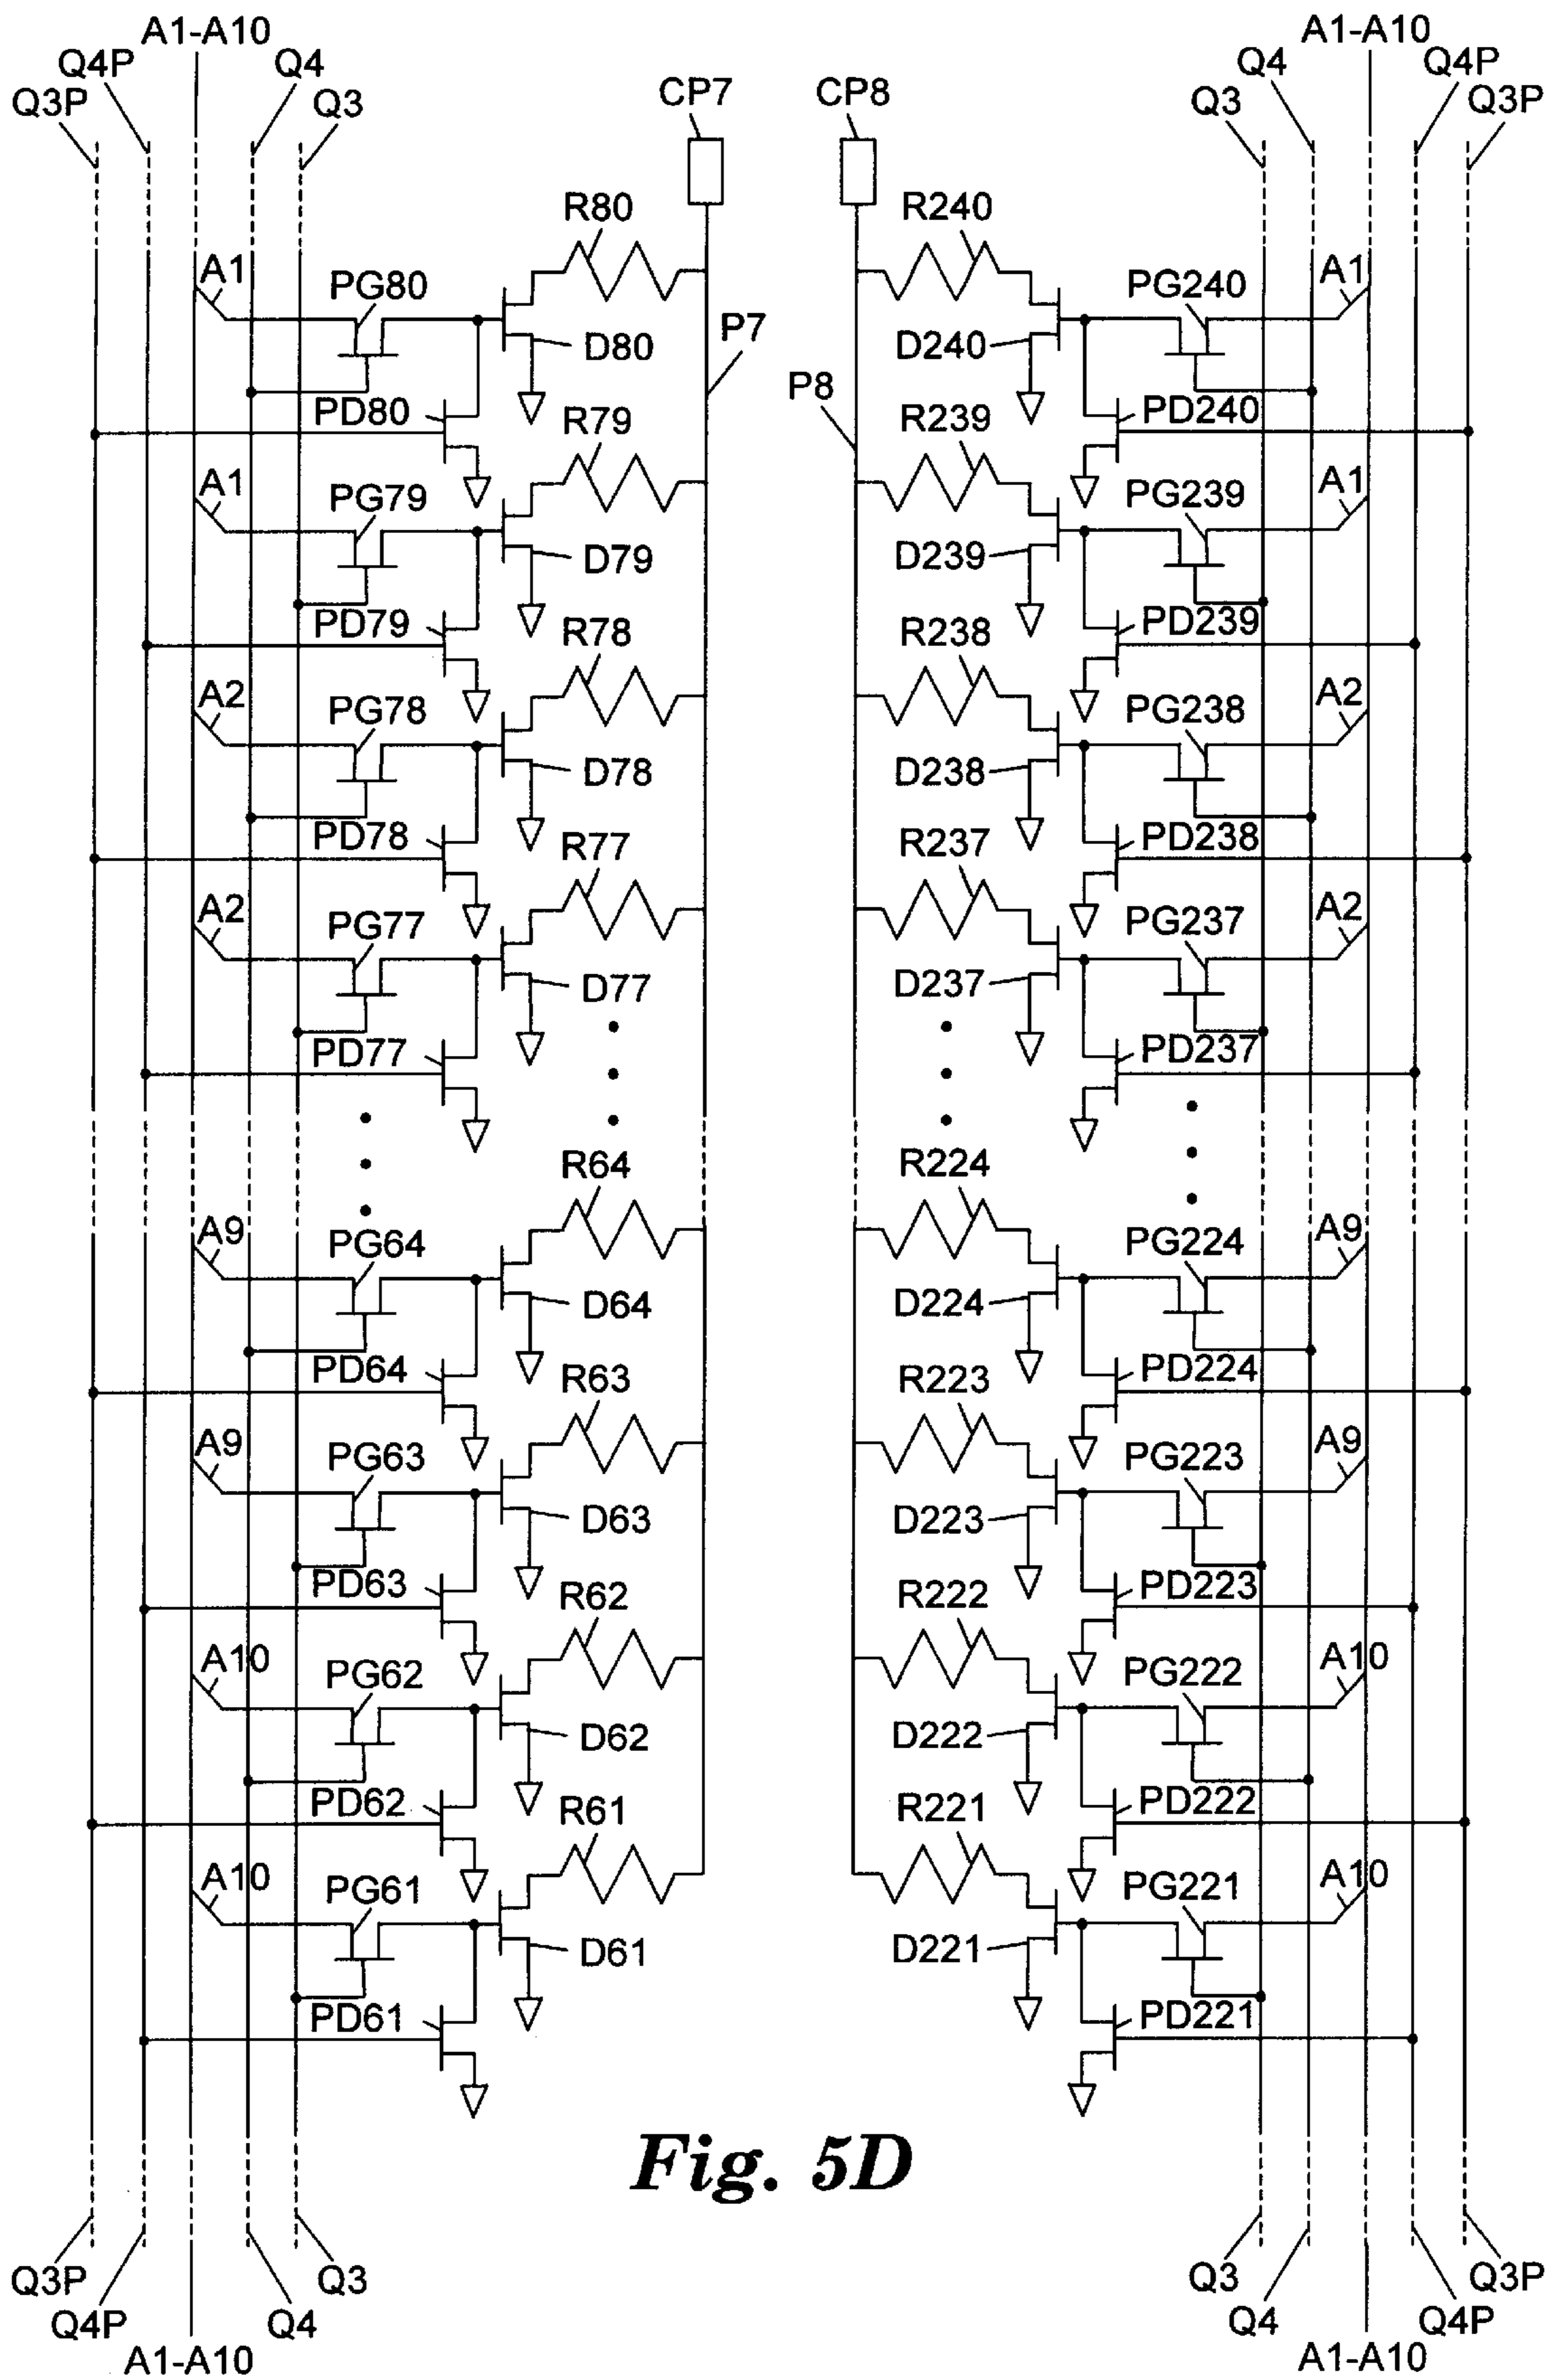 A1-A10 A1-A10
Q4P Q4 Q4 Q4P
Q3P Q3 CP7 CP8 Q3 Q3P
R80 R240
A1 PG80 PG240 A1
D80 P7 D240
P8
PD80 R79 R239 PD240
A1 PG79 PG239 A1
D79 D239
PD79 R78 R238 PD239
A2 PG78 PG238 A2
D78 D238
PD78 R77 R237 PD238
A2 PG77 PG237 A2
D77 D237
PD77 PD237
R64 R224
A9 PG64 PG224 A9
D64 D224
PD64 R63 R223 PD224
A9 PG63 PG223 A9
D63 D223
PD63 R62 R222 PD223
A10 PG62 PG222 A10
D62 D222
PD62 R61 R221 PD222
A10 PG61 PG221 A10
D61 D221
PD61 PD221
Fig. 5D
Q3P Q3 Q3 Q3P
Q4P Q4 Q4 Q4P
A1-A10 A1-A10